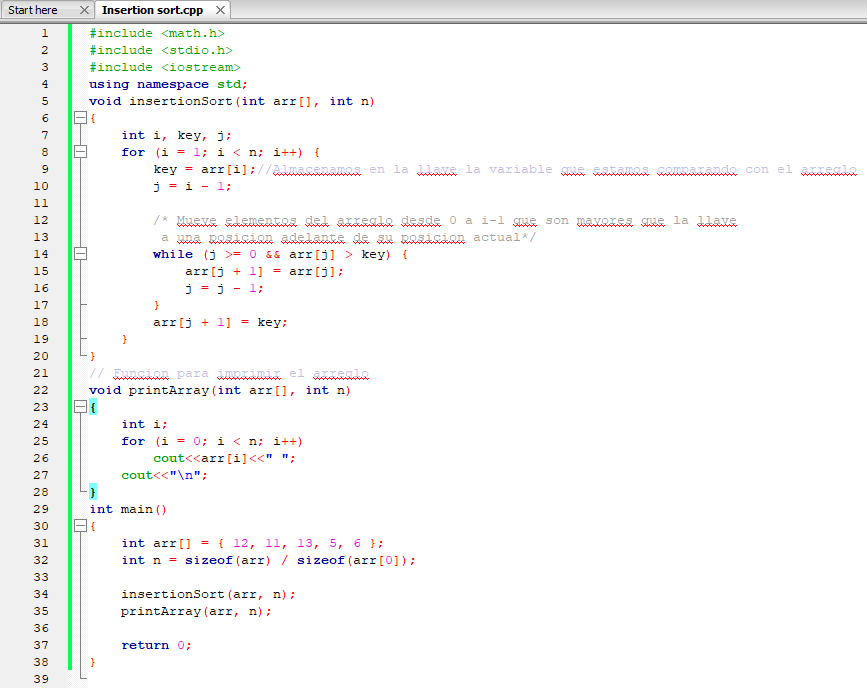 Start here Insertion sort.cpp
1 #include <math.h>
2 #include <stdio.h>
3 #include <iostream>
4 using namespace std;
5 void insertionSort(int arr[], int n)
6 {
7 int i, key, j;
8 for (i = 1; i < n; i++) {
9 key = arr[i];//Almacenamos en la llave la variable que estamos comparando con el arreglo
10 j = i - 1;
11
12 /* Mueve elementos del arreglo desde 0 a i-1 que son mayores que la llave
13 a una posicion adelante de su posicion actual*/
14 while (j >= 0 && arr[j] > key) {
15 arr[j + 1] = arr[j];
16 j = j - 1;
17 }
18 arr[j + 1] = key;
19 }
20 }
21 // Funcion para imprimir el arreglo
22 void printArray(int arr[], int n)
23 {
24 int i;
25 for (i = 0; i < n; i++)
26 cout<<arr[i]<<" ";
27 cout<<"\n";
28 }
29 int main()
30 {
31 int arr[] = { 12, 11, 13, 5, 6 };
32 int n = sizeof(arr) / sizeof(arr[0]);
33
34 insertionSort(arr, n);
35 printArray(arr, n);
36
37 return 0;
38 }
39